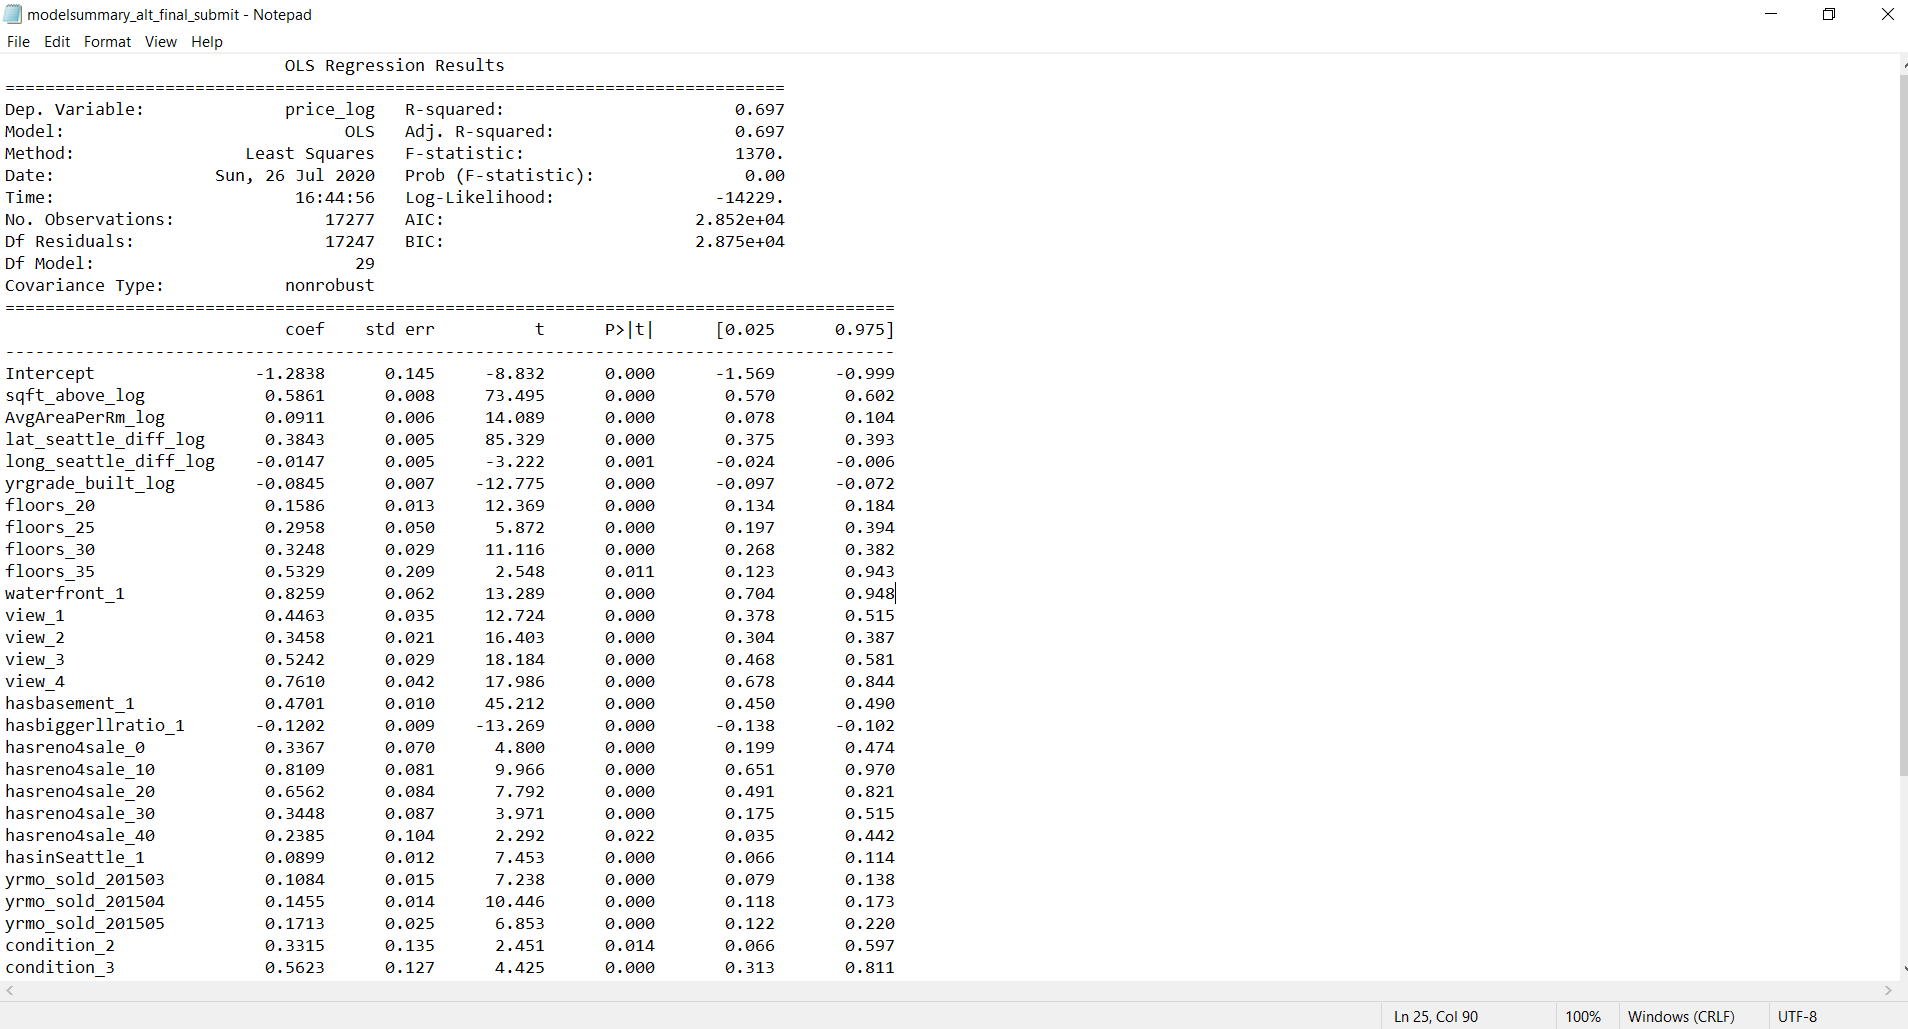 modelsummary_alt_final_submit - Notepad
File Edit Format View Help
OLS Regression Results
==============================================================================
Dep. Variable: price_log R-squared: 0.697
Model: OLS Adj. R-squared: 0.697
Method: Least Squares F-statistic: 1370.
Date: Sun, 26 Jul 2020 Prob (F-statistic): 0.00
Time: 16:44:56 Log-Likelihood: -14229.
No. Observations: 17277 AIC: 2.852e+04
Df Residuals: 17247 BIC: 2.875e+04
Df Model: 29
Covariance Type: nonrobust
=========================================================================================
coef std err t P>|t| [0.025 0.975]
-----------------------------------------------------------------------------------------
Intercept -1.2838 0.145 -8.832 0.000 -1.569 -0.999
sqft_above_log 0.5861 0.008 73.495 0.000 0.570 0.602
AvgAreaPerRm_log 0.0911 0.006 14.089 0.000 0.078 0.104
lat_seattle_diff_log 0.3843 0.005 85.329 0.000 0.375 0.393
long_seattle_diff_log -0.0147 0.005 -3.222 0.001 -0.024 -0.006
yrgrade_built_log -0.0845 0.007 -12.775 0.000 -0.097 -0.072
floors_20 0.1586 0.013 12.369 0.000 0.134 0.184
floors_25 0.2958 0.050 5.872 0.000 0.197 0.394
floors_30 0.3248 0.029 11.116 0.000 0.268 0.382
floors_35 0.5329 0.209 2.548 0.011 0.123 0.943
waterfront_1 0.8259 0.062 13.289 0.000 0.704 0.948
view_1 0.4463 0.035 12.724 0.000 0.378 0.515
view_2 0.3458 0.021 16.403 0.000 0.304 0.387
view_3 0.5242 0.029 18.184 0.000 0.468 0.581
view_4 0.7610 0.042 17.986 0.000 0.678 0.844
hasbasement_1 0.4701 0.010 45.212 0.000 0.450 0.490
hasbiggerllratio_1 -0.1202 0.009 -13.269 0.000 -0.138 -0.102
hasreno4sale_0 0.3367 0.070 4.800 0.000 0.199 0.474
hasreno4sale_10 0.8109 0.081 9.966 0.000 0.651 0.970
hasreno4sale_20 0.6562 0.084 7.792 0.000 0.491 0.821
hasreno4sale_30 0.3448 0.087 3.971 0.000 0.175 0.515
hasreno4sale_40 0.2385 0.104 2.292 0.022 0.035 0.442
hasinSeattle_1 0.0899 0.012 7.453 0.000 0.066 0.114
yrmo_sold_201503 0.1084 0.015 7.238 0.000 0.079 0.138
yrmo_sold_201504 0.1455 0.014 10.446 0.000 0.118 0.173
yrmo_sold_201505 0.1713 0.025 6.853 0.000 0.122 0.220
condition_2 0.3315 0.135 2.451 0.014 0.066 0.597
condition_3 0.5623 0.127 4.425 0.000 0.313 0.811
Ln 25, Col 90 100% Windows (CRLF) UTF-8